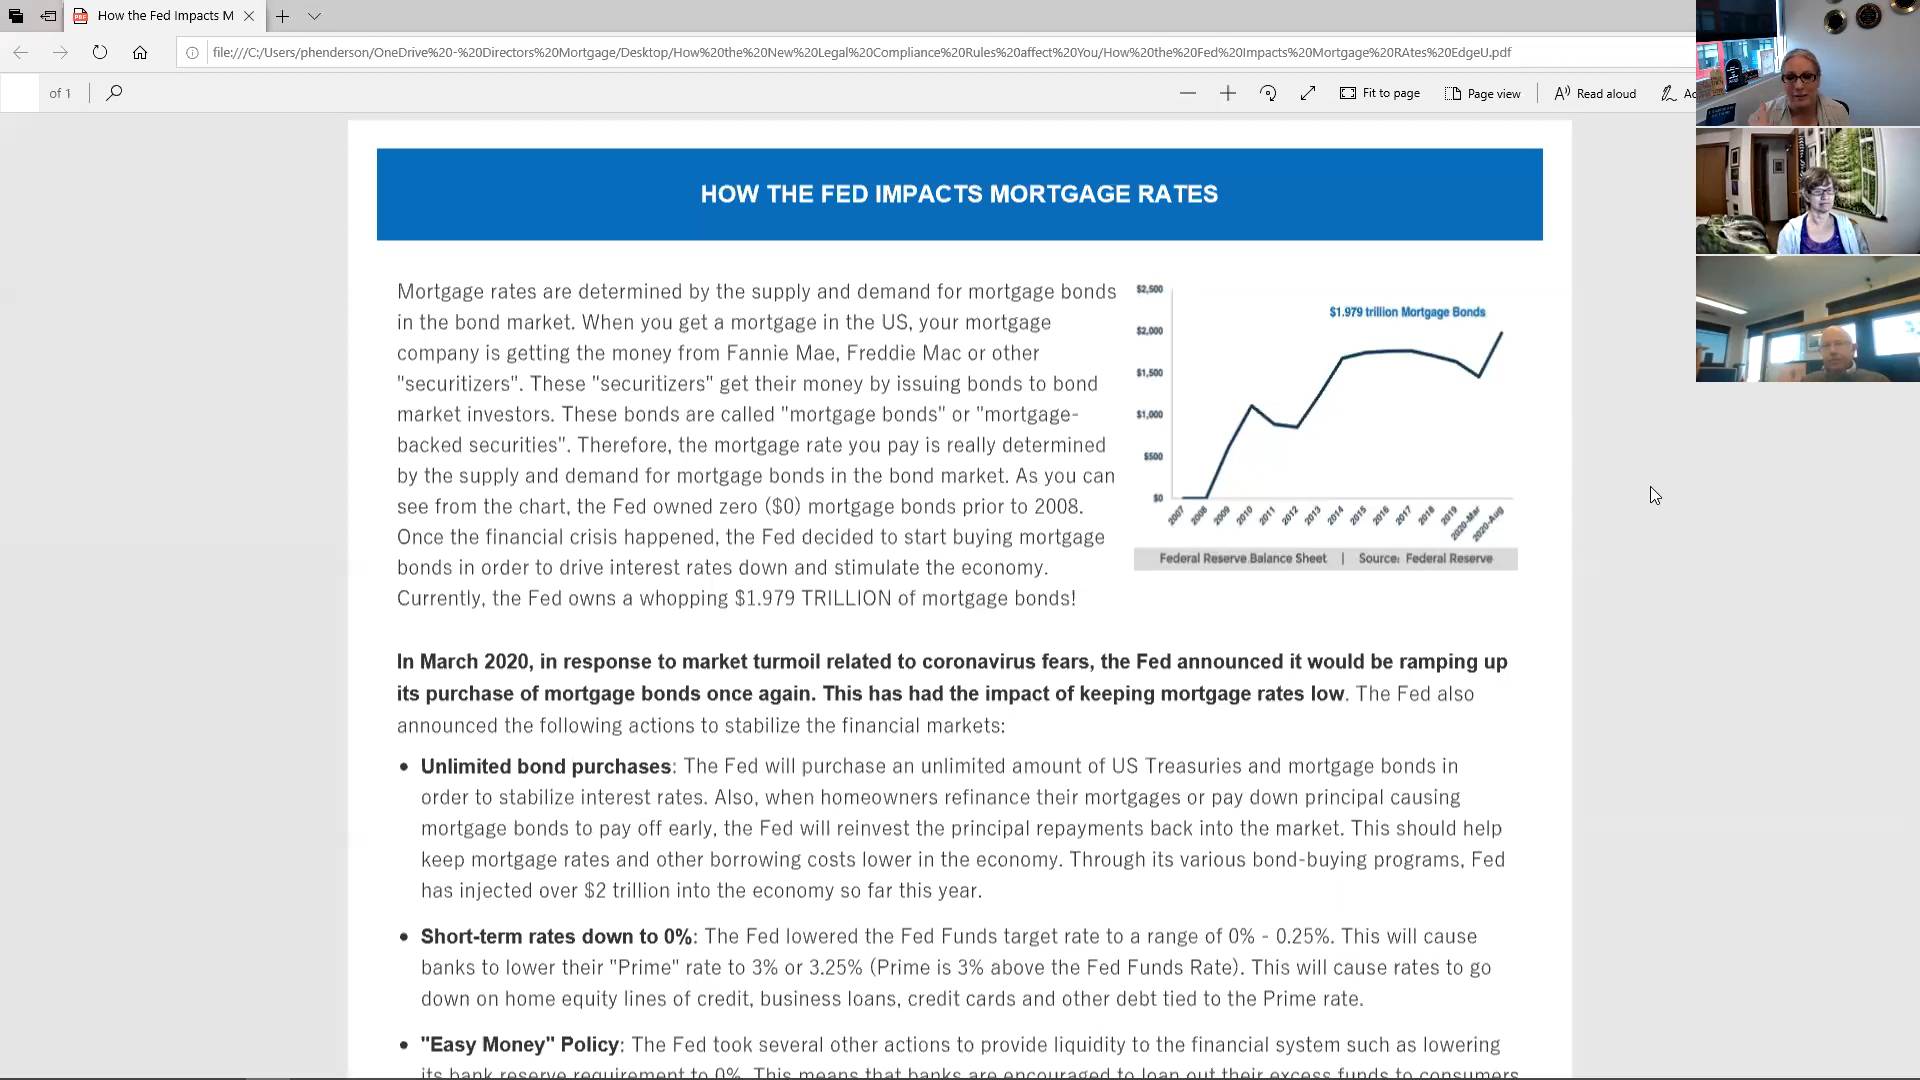 How the Fed Impacts M
file:///C:/Users/phenderson/OneDrive%20-%20Directors%20Mortgage/Desktop/How%20the%20New%20Legal%20Compliance%20Rules%20affect%20You/How%20the%20Fed%20Impacts%20Mortgage%20RAtes%20EdgeU.pdf
of 1
Fit to page
Page view
Read aloud
HOW THE FED IMPACTS MORTGAGE RATES
Mortgage rates are determined by the supply and demand for mortgage bonds
in the bond market. When you get a mortgage in the US, your mortgage
company is getting the money from Fannie Mae, Freddie Mac or other
"securitizers". These "securitizers" get their money by issuing bonds to bond
market investors. These bonds are called "mortgage bonds" or "mortgage-
backed securities". Therefore, the mortgage rate you pay is really determined
by the supply and demand for mortgage bonds in the bond market. As you can
see from the chart, the Fed owned zero ($0) mortgage bonds prior to 2008.
Once the financial crisis happened, the Fed decided to start buying mortgage
bonds in order to drive interest rates down and stimulate the economy.
Currently, the Fed owns a whopping $1.979 TRILLION of mortgage bonds!
$2,500
$2,000
$1,500
$1,000
$500
$0
$1.979 trillion Mortgage Bonds
2007
2008
2009
2010
2011
2012
2013
2014
2015
2016
2017
2018
2019
2020-Mar
2020-Aug
Federal Reserve Balance Sheet | Source: Federal Reserve
In March 2020, in response to market turmoil related to coronavirus fears, the Fed announced it would be ramping up
its purchase of mortgage bonds once again. This has had the impact of keeping mortgage rates low. The Fed also
announced the following actions to stabilize the financial markets:
• Unlimited bond purchases: The Fed will purchase an unlimited amount of US Treasuries and mortgage bonds in
order to stabilize interest rates. Also, when homeowners refinance their mortgages or pay down principal causing
mortgage bonds to pay off early, the Fed will reinvest the principal repayments back into the market. This should help
keep mortgage rates and other borrowing costs lower in the economy. Through its various bond-buying programs, Fed
has injected over $2 trillion into the economy so far this year.
• Short-term rates down to 0%: The Fed lowered the Fed Funds target rate to a range of 0% - 0.25%. This will cause
banks to lower their "Prime" rate to 3% or 3.25% (Prime is 3% above the Fed Funds Rate). This will cause rates to go
down on home equity lines of credit, business loans, credit cards and other debt tied to the Prime rate.
• "Easy Money" Policy: The Fed took several other actions to provide liquidity to the financial system such as lowering
its bank reserve requirement to 0%. This means that banks are encouraged to loan out their excess funds to consumers